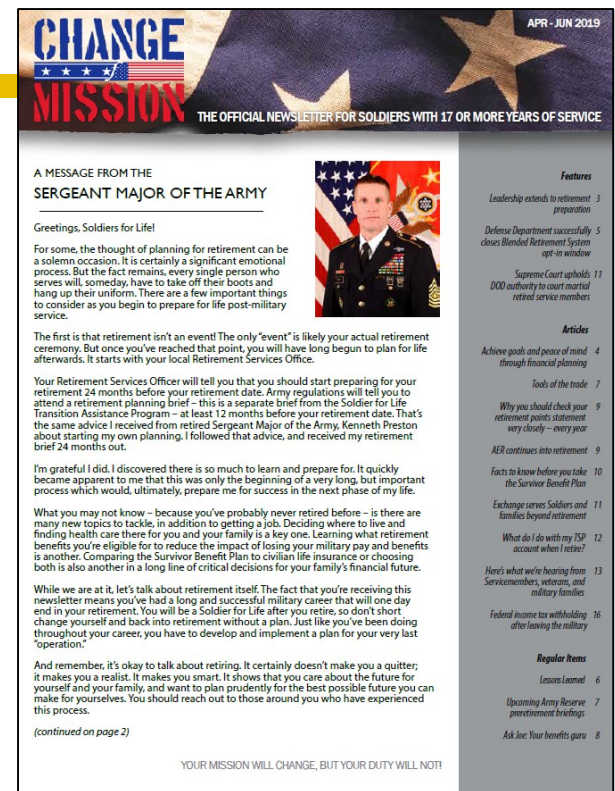 CHANGE
MISSION
APR - JUN 2019
THE OFFICIAL NEWSLETTER FOR SOLDIERS WITH 17 OR MORE YEARS OF SERVICE
A MESSAGE FROM THE
SERGEANT MAJOR OF THE ARMY
Greetings, Soldiers for Life!
For some, the thought of planning for retirement can be
a solemn occasion. It is certainly a significant emotional
process. But the fact remains, every single person who
serves will, someday, have to take off their boots and
hang up their uniform. There are a few important things
to consider as you begin to prepare for life post-military
service.
The first is that retirement isn't an event! The only "event" is likely your actual retirement
ceremony. But once you've reached that point, you will have long begun to plan for life
afterwards. It starts with your local Retirement Services Office.
Your Retirement Services Officer will tell you that you should start preparing for your
retirement 24 months before your retirement date. Army regulations will tell you to
attend a retirement planning brief – this is a separate brief from the Soldier for Life
Transition Assistance Program – at least 12 months before your retirement date. That's
the same advice I received from retired Sergeant Major of the Army, Kenneth Preston
about starting my own planning. I followed that advice, and received my retirement
brief 24 months out.
I'm grateful I did. I discovered there is so much to learn and prepare for. It quickly
became apparent to me that this was only the beginning of a very long, but important
process which would, ultimately, prepare me for success in the next phase of my life.
What you may not know – because you've probably never retired before – is there are
many new topics to tackle, in addition to getting a job. Deciding where to live and
finding health care there for you and your family is a key one. Learning what retirement
benefits you're eligible for to reduce the impact of losing your military pay and benefits
is another. Comparing the Survivor Benefit Plan to civilian life insurance or choosing
both is also another in a long line of critical decisions for your family's financial future.
While we are at it, let's talk about retirement itself. The fact that you're receiving this
newsletter means you've had a long and successful military career that will one day
end in your retirement. You will be a Soldier for Life after you retire, so don't short
change yourself and back into retirement without a plan. Just like you've been doing
throughout your career, you have to develop and implement a plan for your very last
"operation."
And remember, it's okay to talk about retiring. It certainly doesn't make you a quitter;
it makes you a realist. It makes you smart. It shows that you care about the future for
yourself and your family, and want to plan prudently for the best possible future you can
make for yourselves. You should reach out to those around you who have experienced
this process.
(continued on page 2)
Features
Leadership extends to retirement 3
preparation
Defense Department successfully 5
closes Blended Retirement System
opt-in window
Supreme Court upholds 11
DOD authority to court martial
retired service members
Articles
Achieve goals and peace of mind 4
through financial planning
Tools of the trade 7
Why you should check your 9
retirement points statement
very closely – every year
AER continues into retirement 9
Facts to know before you take 10
the Survivor Benefit Plan
Exchange serves Soldiers and 11
families beyond retirement
What do I do with my TSP 12
account when I retire?
Here's what we're hearing from 13
Servicemembers, veterans, and
military families
Federal income tax withholding 16
after leaving the military
Regular Items
Lessons Learned 6
Upcoming Army Reserve 7
preretirement briefings
Ask Joe: Your benefits guru 8
YOUR MISSION WILL CHANGE, BUT YOUR DUTY WILL NOT!